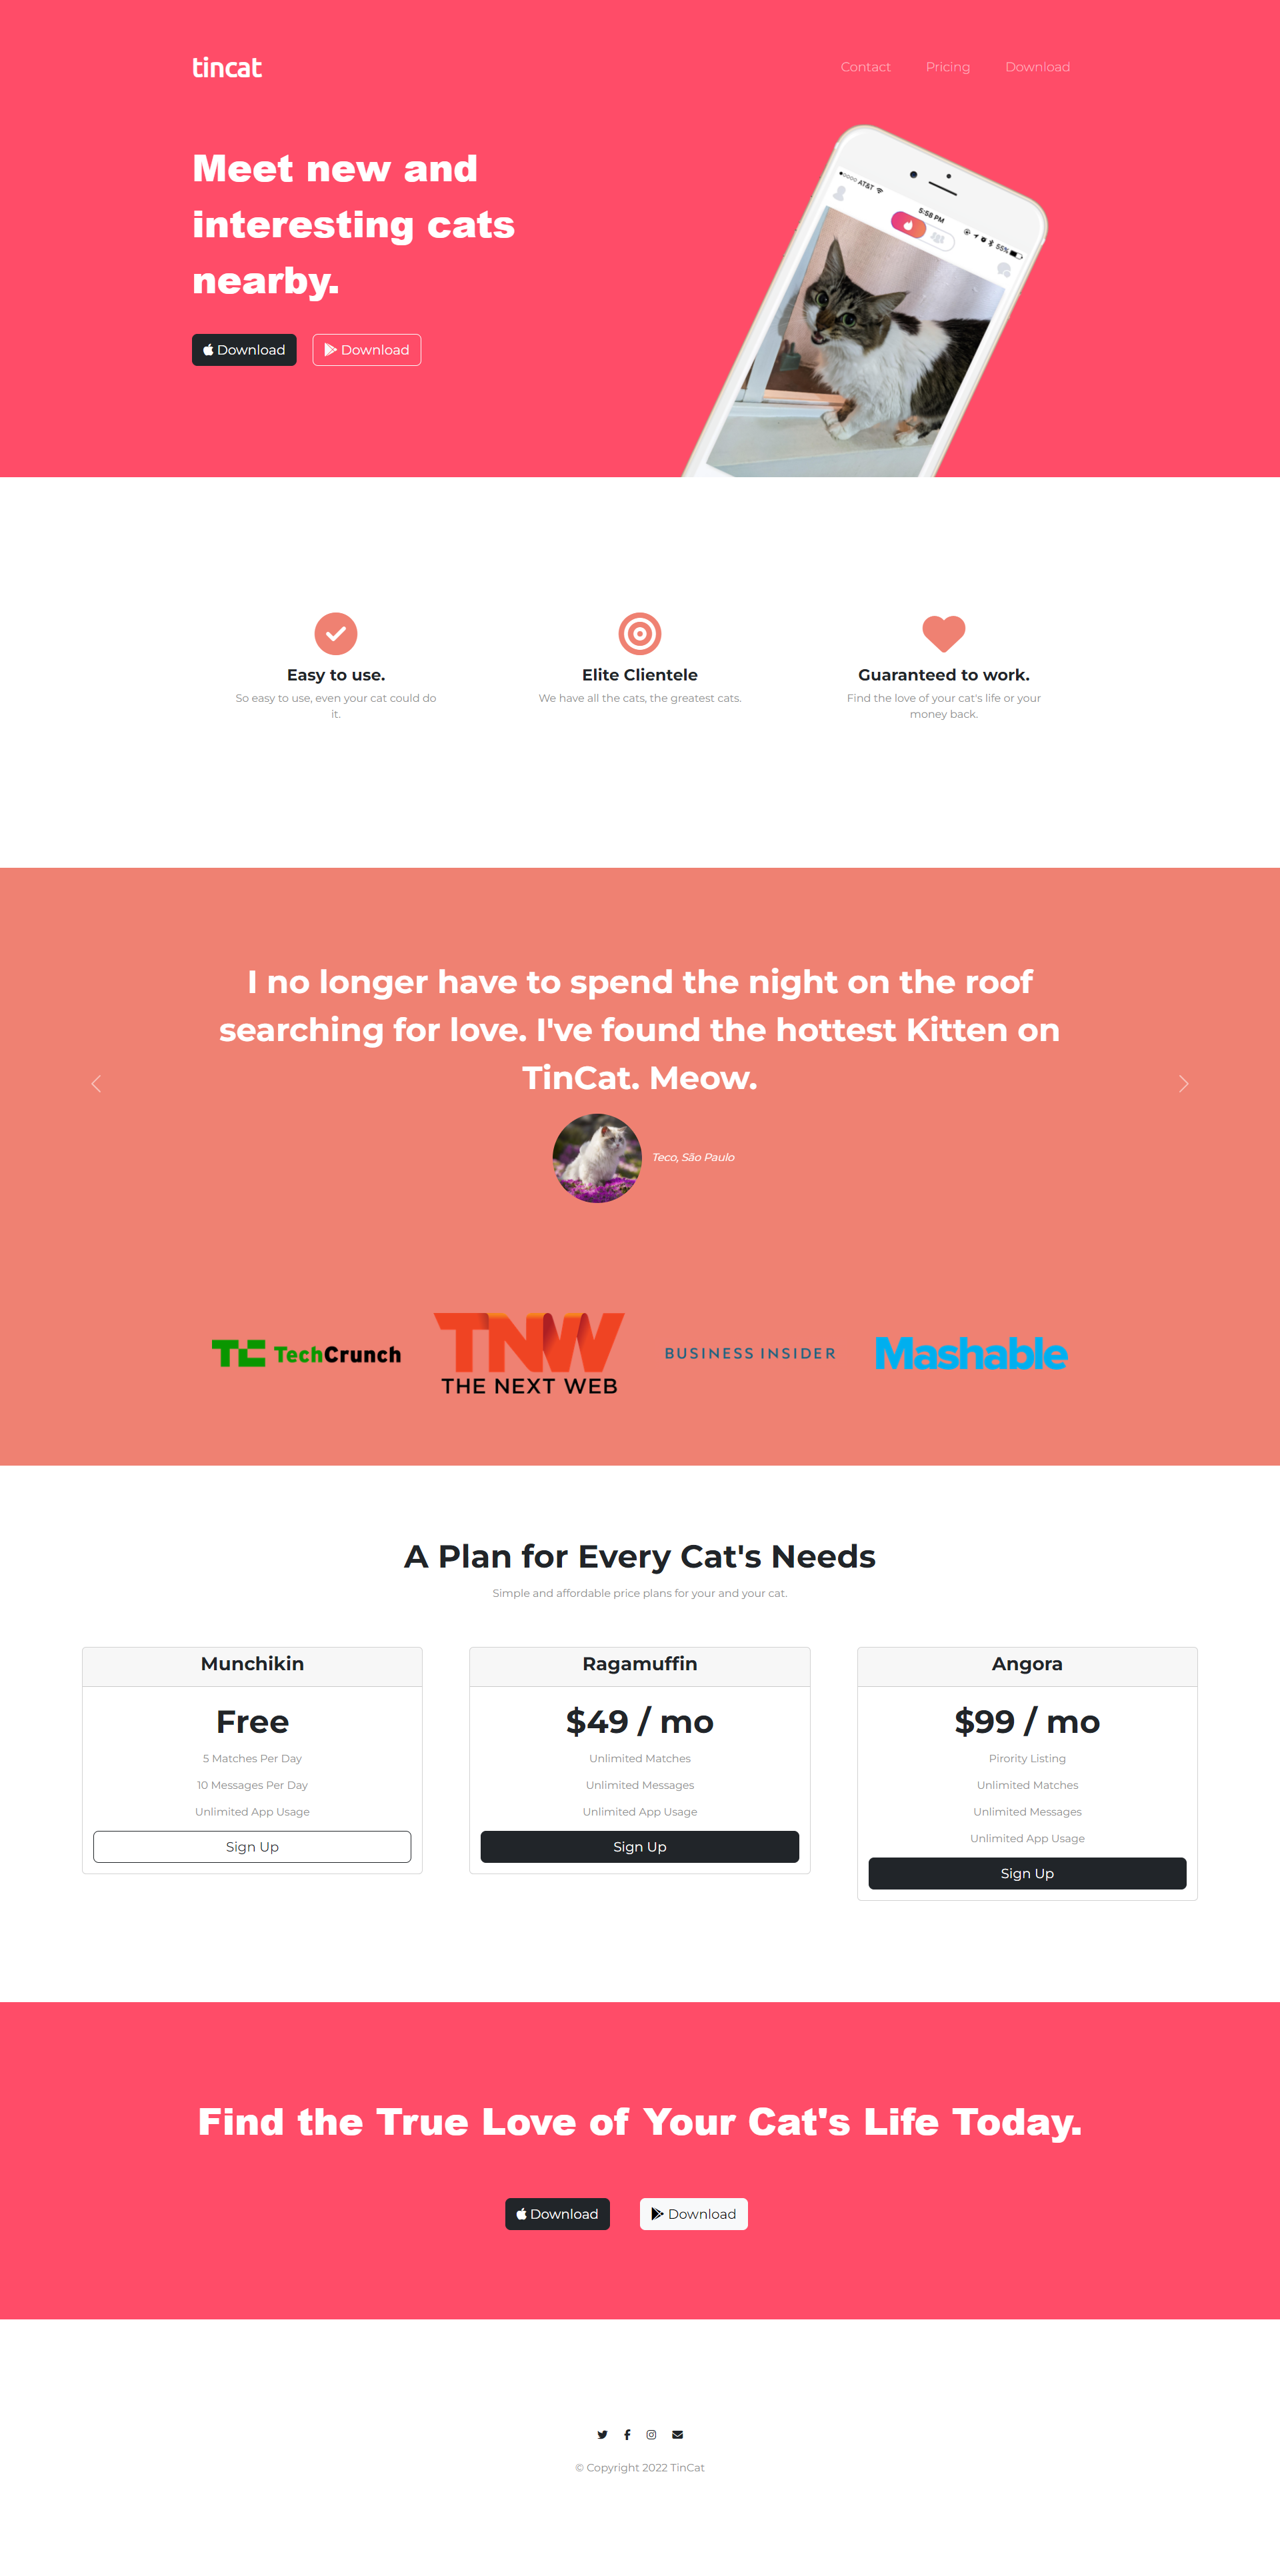 tincat
Contact Pricing Download
Meet new and
interesting cats
nearby.
Download Download
AT&T 5:58 PM 55%
Easy to use.
So easy to use, even your cat could do
it.
Elite Clientele
We have all the cats, the greatest cats.
Guaranteed to work.
Find the love of your cat's life or your
money back.
I no longer have to spend the night on the roof
searching for love. I've found the hottest Kitten on
TinCat. Meow.
Teco, São Paulo
TC TechCrunch
TNW
THE NEXT WEB
BUSINESS INSIDER
Mashable
A Plan for Every Cat's Needs
Simple and affordable price plans for your and your cat.
Munchikin
Free
5 Matches Per Day
10 Messages Per Day
Unlimited App Usage
Sign Up
Ragamuffin
$49 / mo
Unlimited Matches
Unlimited Messages
Unlimited App Usage
Sign Up
Angora
$99 / mo
Pirority Listing
Unlimited Matches
Unlimited Messages
Unlimited App Usage
Sign Up
Find the True Love of Your Cat's Life Today.
Download Download
© Copyright 2022 TinCat